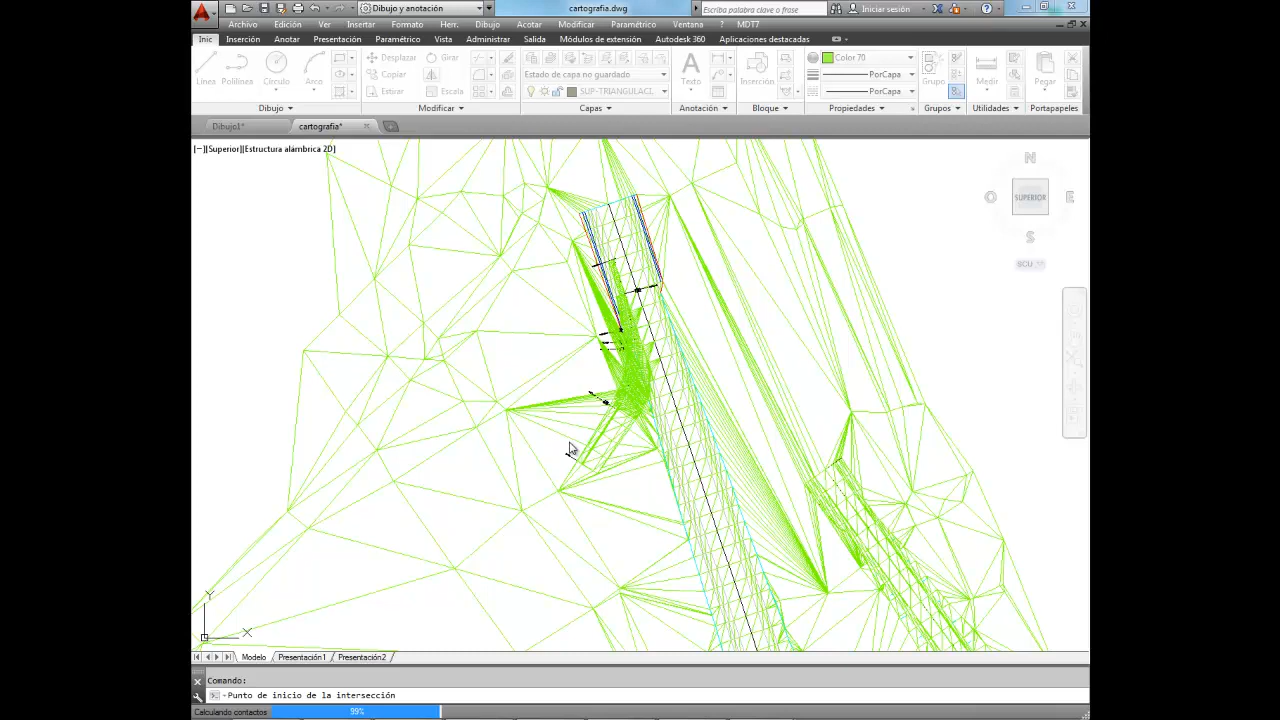 Dibujo y anotación
cartografia.dwg
Escriba palabra clave o frase
Iniciar sesión
Archivo Edición Ver Insertar Formato Herr. Dibujo Acotar Modificar Paramétrico Ventana ? MDT7
Inic Inserción Anotar Presentación Paramétrico Vista Administrar Salida Módulos de extensión Autodesk 360 Aplicaciones destacadas
Desplazar Girar Color 70
Línea Polilínea Círculo Arco Copiar Estado de capa no guardado Texto Inserción PorCapa Grupo Medir Pegar
Estirar Escala SUP-TRIANGULACI. PorCapa
Dibujo Modificar Capas Anotación Bloque Propiedades Grupos Utilidades Portapapeles
Dibujo1* cartografia*
[−][Superior][Estructura alámbrica 2D]
N
O SUPERIOR E
S
SCU
Y
X
Modelo Presentación1 Presentación2
Comando:
Punto de inicio de la intersección
Calculando contactos 99%